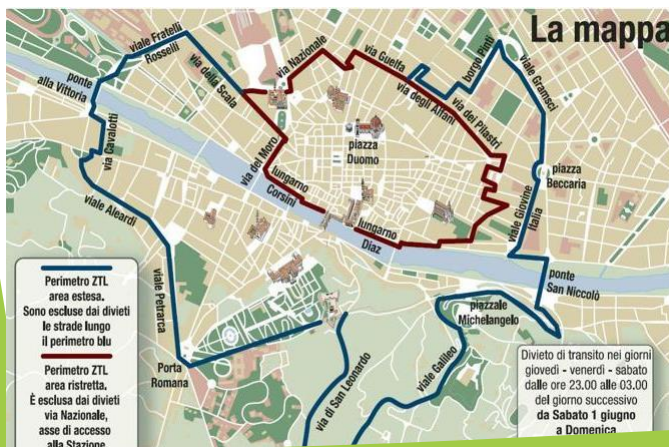 La mappa
viale Fratelli
Rosselli
ponte
alla Vittoria
via della Scala
via Nazionale
via Guelfa
borgo Pinti
viale Gramsci
via degli Alfani
via dei Pilastri
via Cavalotti
via del Moro
piazza
Duomo
piazza
Beccaria
lungarno
Corsini
viale Aleardi
lungarno
Diaz
viale Giovine
Italia
ponte
San Niccolò
viale Petrarca
piazzale
Michelangelo
Porta
Romana
via di San Leonardo
viale Galileo
Perimetro ZTL
area estesa.
Sono escluse dai divieti
le strade lungo
il perimetro blu
Perimetro ZTL
area ristretta.
È esclusa dai divieti
via Nazionale,
asse di accesso
alla Stazione
Divieto di transito nei giorni
giovedì - venerdì - sabato
dalle ore 23.00 alle 03.00
del giorno successivo
da Sabato 1 giugno
a Domenica